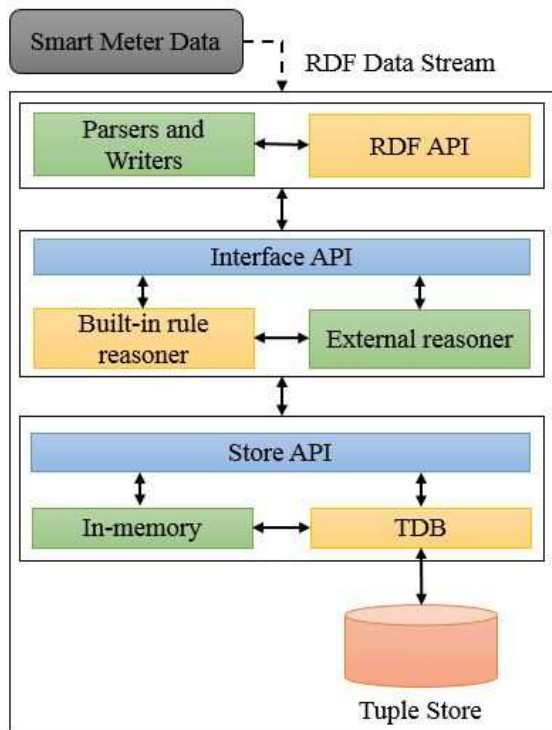 Smart Meter Data
RDF Data Stream
Parsers and
Writers
RDF API
Interface API
Built-in rule
reasoner
External reasoner
Store API
In-memory
TDB
Tuple Store